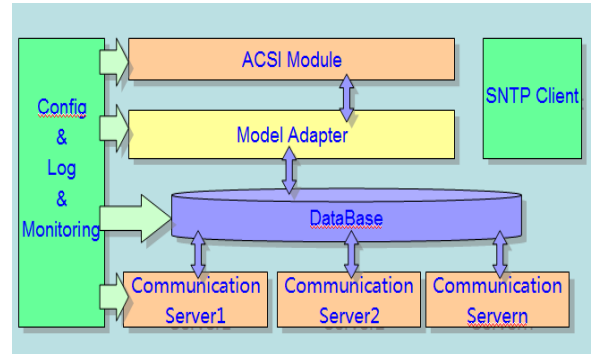 ACSI Module
SNTP Client
Config
&
Log
&
Monitoring
Model Adapter
DataBase
Communication
Server1
Communication
Server2
Communication
Servern